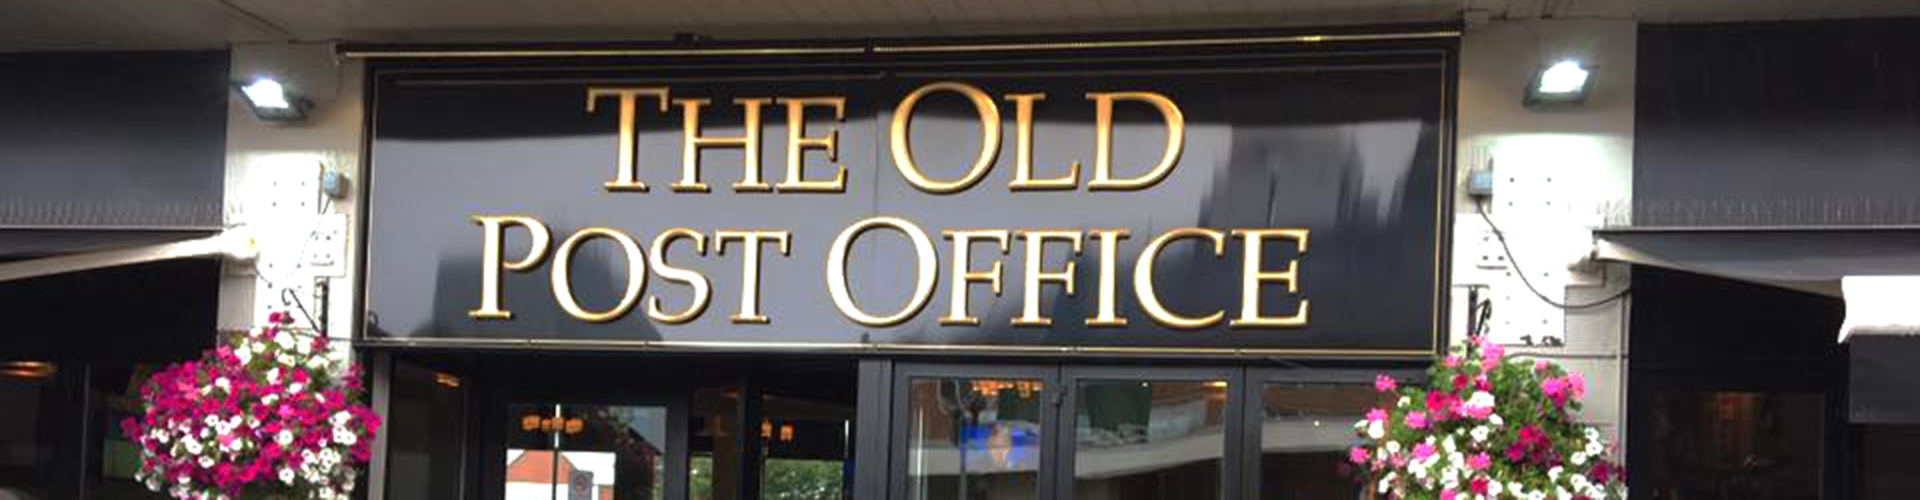 THE OLD
POST OFFICE